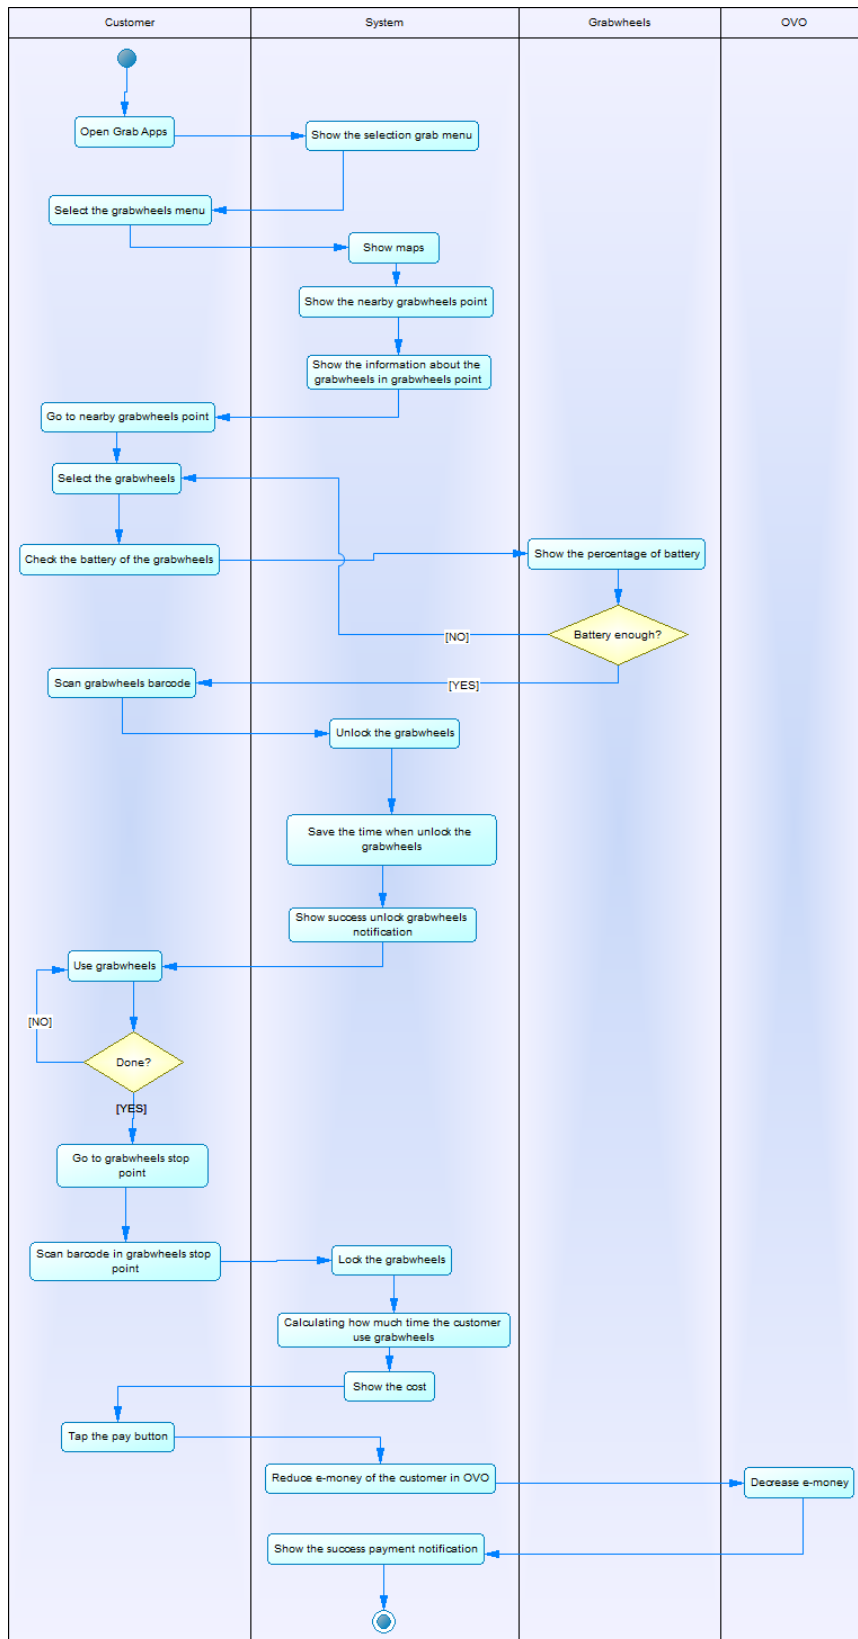 Customer
System
Grabwheels
OVO
Open Grab Apps
Show the selection grab menu
Select the grabwheels menu
Show maps
Show the nearby grabwheels point
Show the information about the
grabwheels in grabwheels point
Go to nearby grabwheels point
Select the grabwheels
Check the battery of the grabwheels
Show the percentage of battery
Battery enough?
[NO]
Scan grabwheels barcode
[YES]
Unlock the grabwheels
Save the time when unlock the
grabwheels
Show success unlock grabwheels
notification
Use grabwheels
[NO]
Done?
[YES]
Go to grabwheels stop
point
Scan barcode in grabwheels stop
point
Lock the grabwheels
Calculating how much time the customer
use grabwheels
Show the cost
Tap the pay button
Reduce e-money of the customer in OVO
Decrease e-money
Show the success payment notification